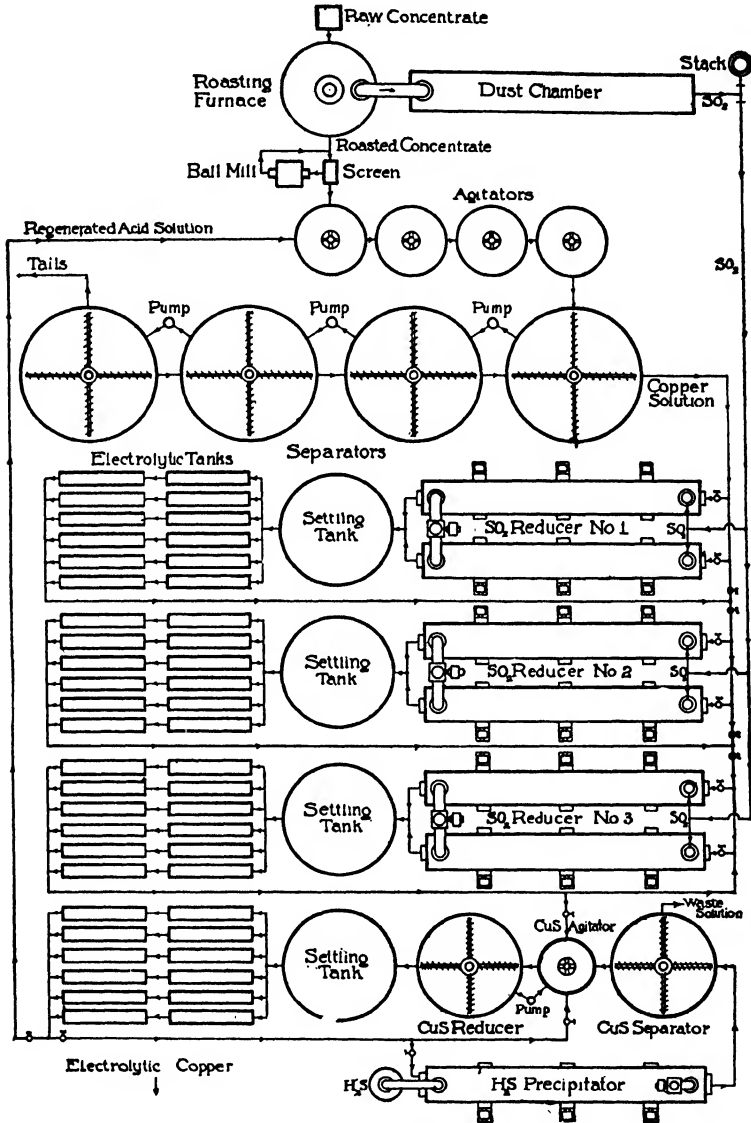 Raw Concentrate
Stack
Roasting
Furnace
Dust Chamber
SO2
Roasted Concentrate
Ball Mill
Screen
Agitators
Regenerated Acid Solution
SO2
Tails
Pump
Pump
Pump
Copper
Solution
Electrolytic Tanks
Separators
Settling
Tank
SO2 Reducer No 1
SO2
Settling
Tank
SO2 Reducer No 2
SO2
Settling
Tank
SO2 Reducer No 3
SO2
Waste
Solution
CuS Agitator
Settling
Tank
Pump
CuS Reducer
CuS Separator
Electrolytic Copper
H2S
H2S Precipitator